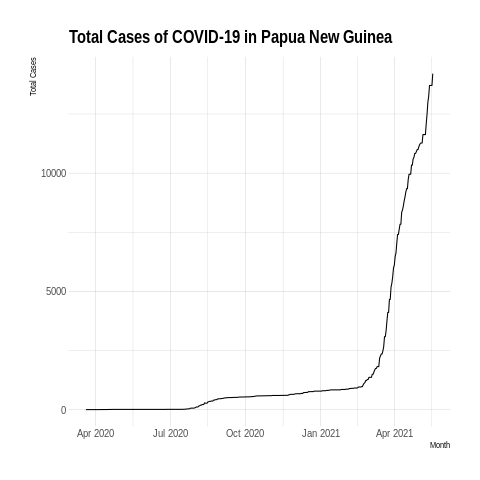 Total Cases of COVID-19 in Papua New Guinea
Total Cases
10000
5000
0
Apr 2020 Jul 2020 Oct 2020 Jan 2021 Apr 2021
Month